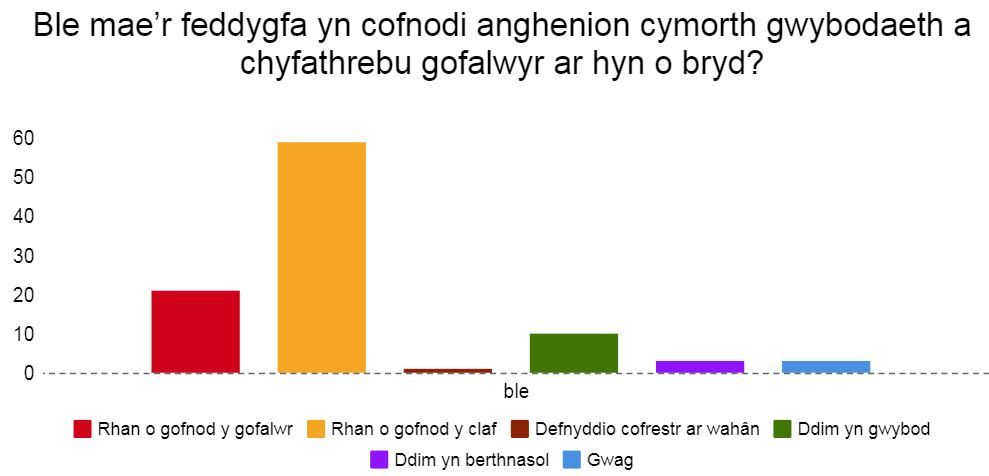 Ble mae’r feddygfa yn cofnodi anghenion cymorth gwybodaeth a
chyfathrebu gofalwyr ar hyn o bryd?
60
50
40
30
20
10
0
ble
Rhan o gofnod y gofalwr Rhan o gofnod y claf Defnyddio cofrestr ar wahân Ddim yn gwybod
Ddim yn berthnasol Gwag